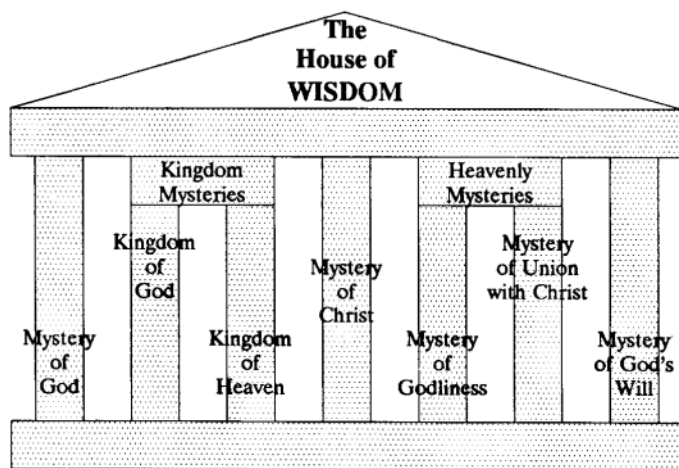 The
House of
WISDOM
Kingdom
Mysteries
Heavenly
Mysteries
Mystery
of
God
Kingdom
of
God
Kingdom
of
Heaven
Mystery
of
Christ
Mystery
of
Godliness
Mystery
of Union
with Christ
Mystery
of God's
Will